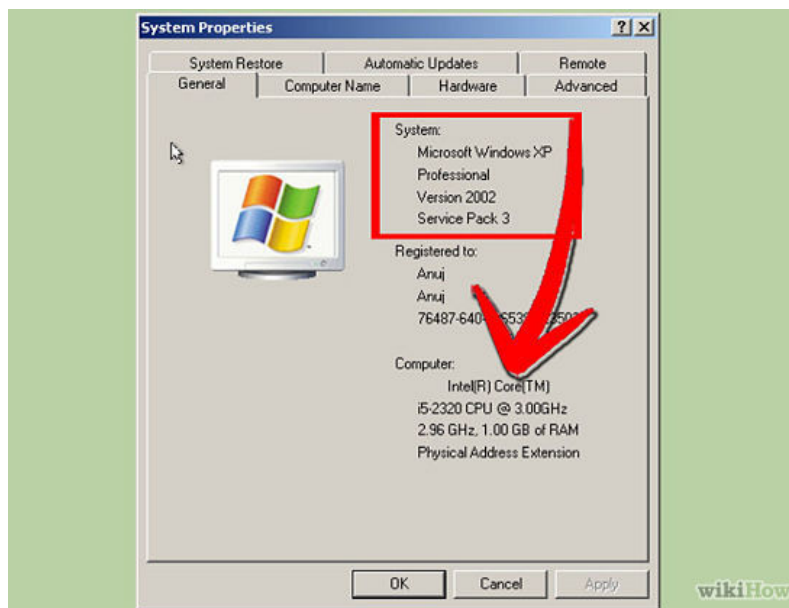 System Properties
System Restore Automatic Updates Remote
General Computer Name Hardware Advanced
System:
Microsoft Windows XP
Professional
Version 2002
Service Pack 3
Registered to:
Anuj
Anuj
Computer:
Intel(R) Core(TM)
i5-2320 CPU @ 3.00GHz
2.96 GHz, 1.00 GB of RAM
Physical Address Extension
OK Cancel Apply
wikiHow